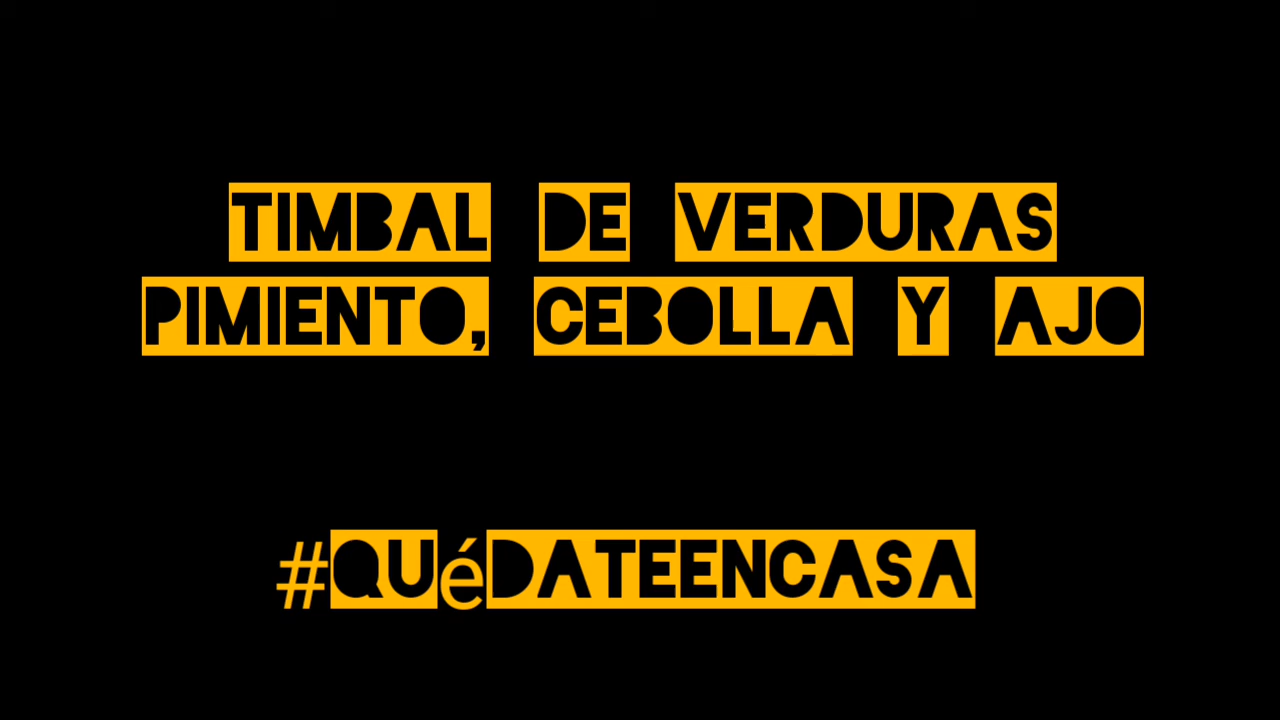 TIMBAL DE VERDURAS
PIMIENTO, CEBOLLA Y AJO
#QUéDATEENCASA